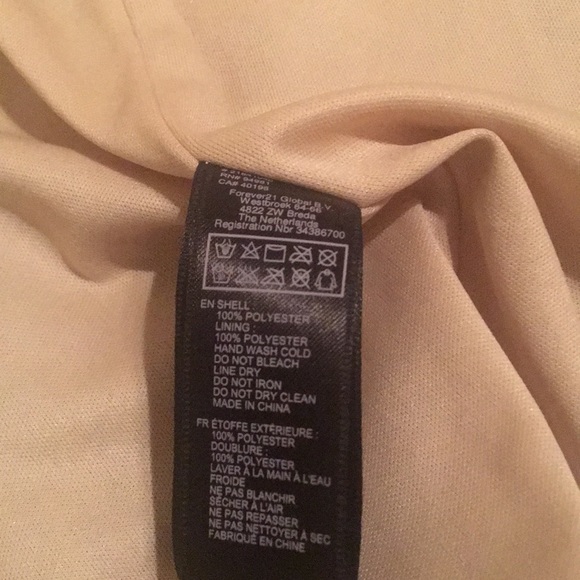 RN# 94991
CA# 40196
Forever21 Global B.V.
Westbroek 64-66
4822 ZW Breda
The Netherlands
Registration Nbr 34386700
EN SHELL :
100% POLYESTER
LINING :
100% POLYESTER
HAND WASH COLD
DO NOT BLEACH
LINE DRY
DO NOT IRON
DO NOT DRY CLEAN
MADE IN CHINA
FR ÉTOFFE EXTÉRIEURE :
100% POLYESTER
DOUBLURE :
100% POLYESTER
LAVER À LA MAIN À L'EAU
FROIDE
NE PAS BLANCHIR
SÉCHER À L'AIR
NE PAS REPASSER
NE PAS NETTOYER À SEC
FABRIQUÉ EN CHINE